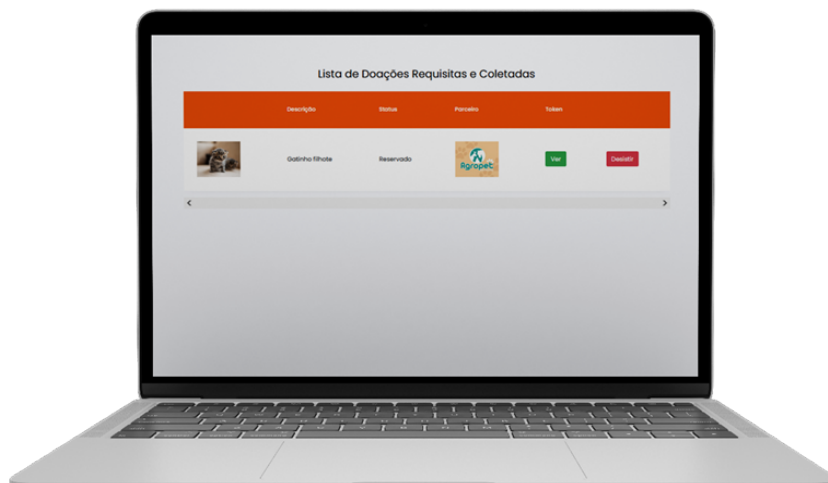 Lista de Doações Requisitas e Coletadas
Descrição Status Parceiro Token
Gatinho filhote Reservado Agropet Ver Desistir